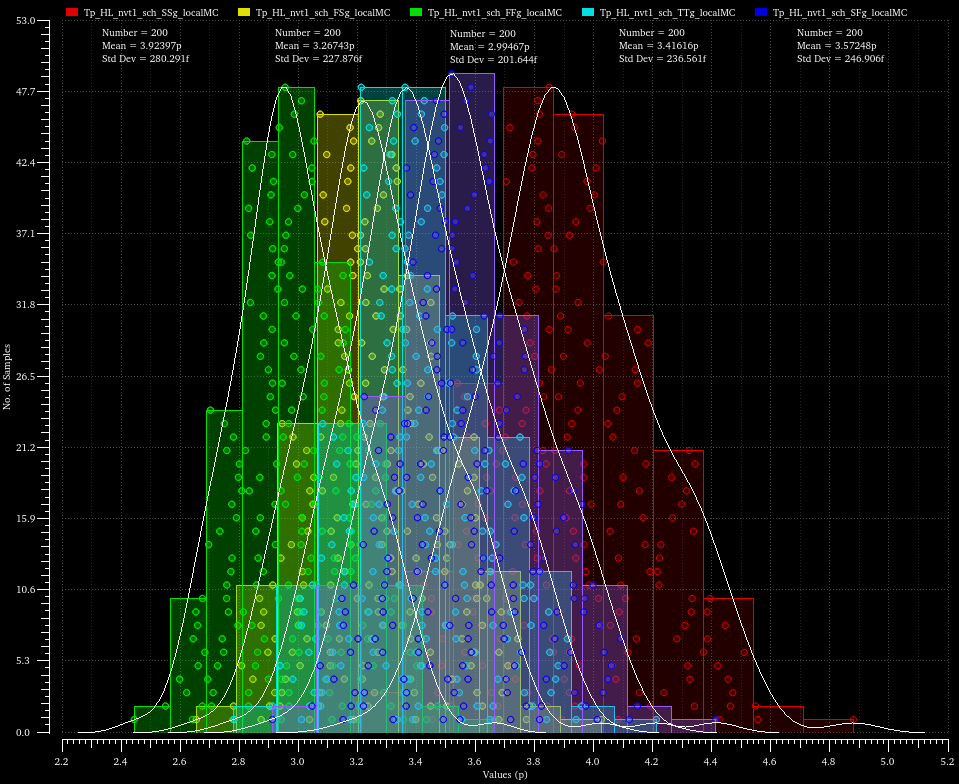 Tp_HL_nvt1_sch_SSg_localMC Tp_HL_nvt1_sch_FSg_localMC Tp_HL_nvt1_sch_FFg_localMC Tp_HL_nvt1_sch_TTg_localMC Tp_HL_nvt1_sch_SFg_localMC
53.0
Number = 200
Mean = 3.92397p
Std Dev = 280.291f
Number = 200
Mean = 3.26743p
Std Dev = 227.876f
Number = 200
Mean = 2.99467p
Std Dev = 201.644f
Number = 200
Mean = 3.41616p
Std Dev = 236.561f
Number = 200
Mean = 3.57248p
Std Dev = 246.906f
47.7
42.4
37.1
31.8
26.5
21.2
15.9
10.6
5.3
0.0
No. of Samples
2.2 2.4 2.6 2.8 3.0 3.2 3.4 3.6 3.8 4.0 4.2 4.4 4.6 4.8 5.0 5.2
Values (p)